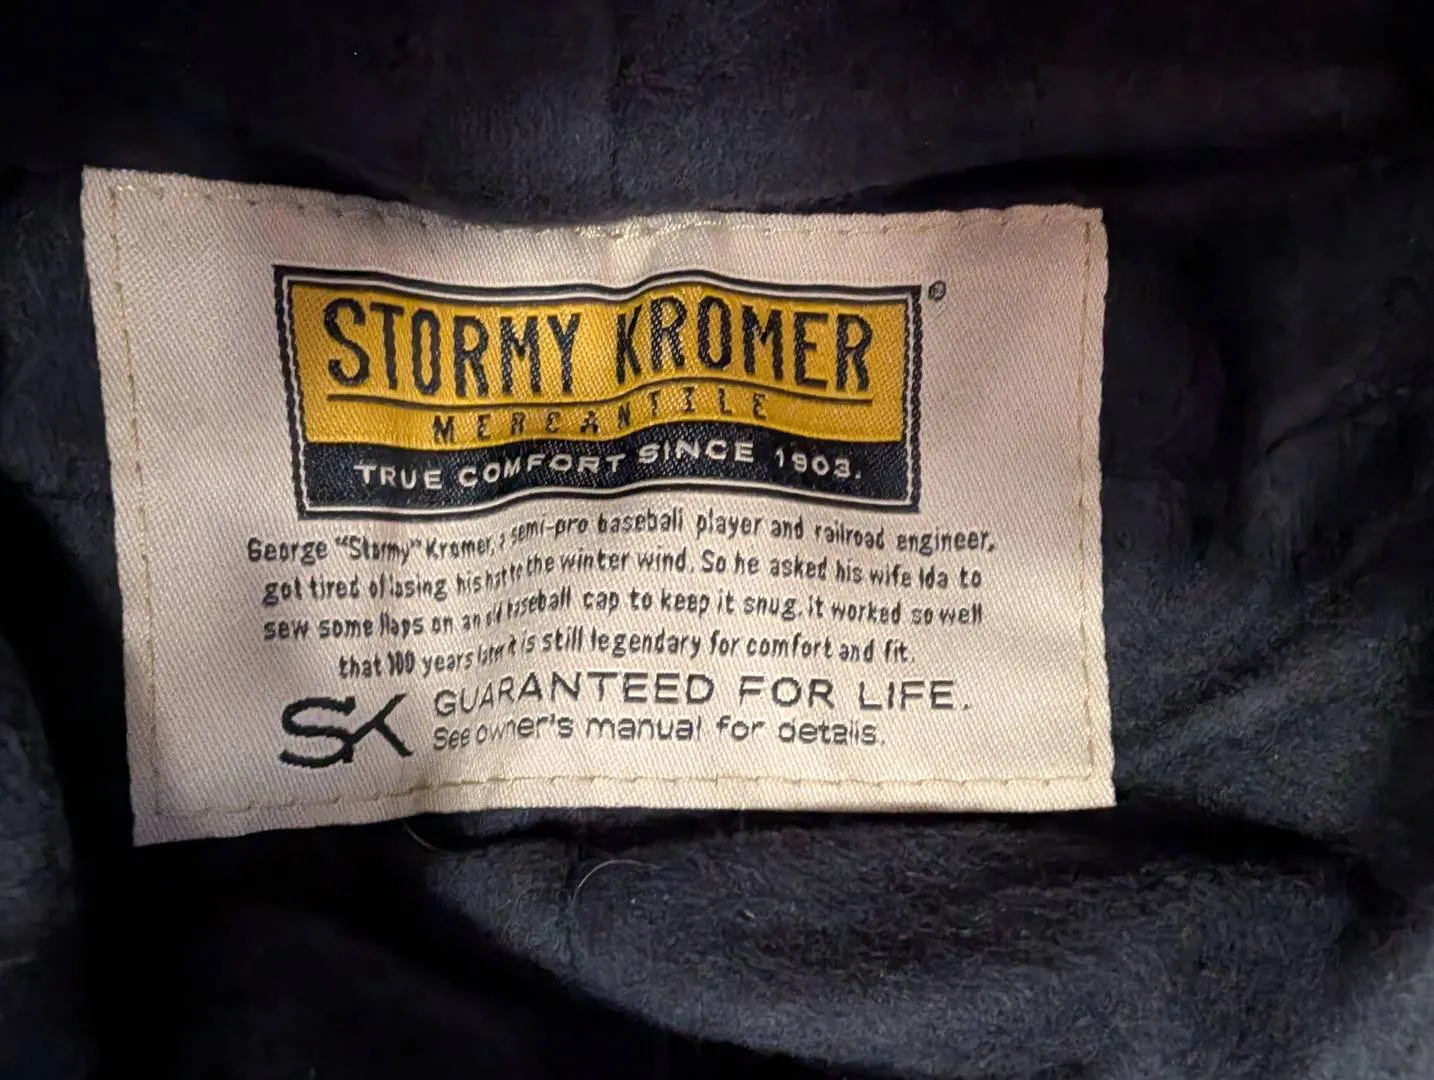 STORMY KROMER®
MERCANTILE
TRUE COMFORT SINCE 1903.
George "Stormy" Kromer, a semi-pro baseball player and railroad engineer,
got tired of losing his hat to the winter wind. So he asked his wife Ida to
sew some flaps on an old baseball cap to keep it snug. It worked so well
that 100 years later it is still legendary for comfort and fit.
SK GUARANTEED FOR LIFE.
See owner's manual for details.